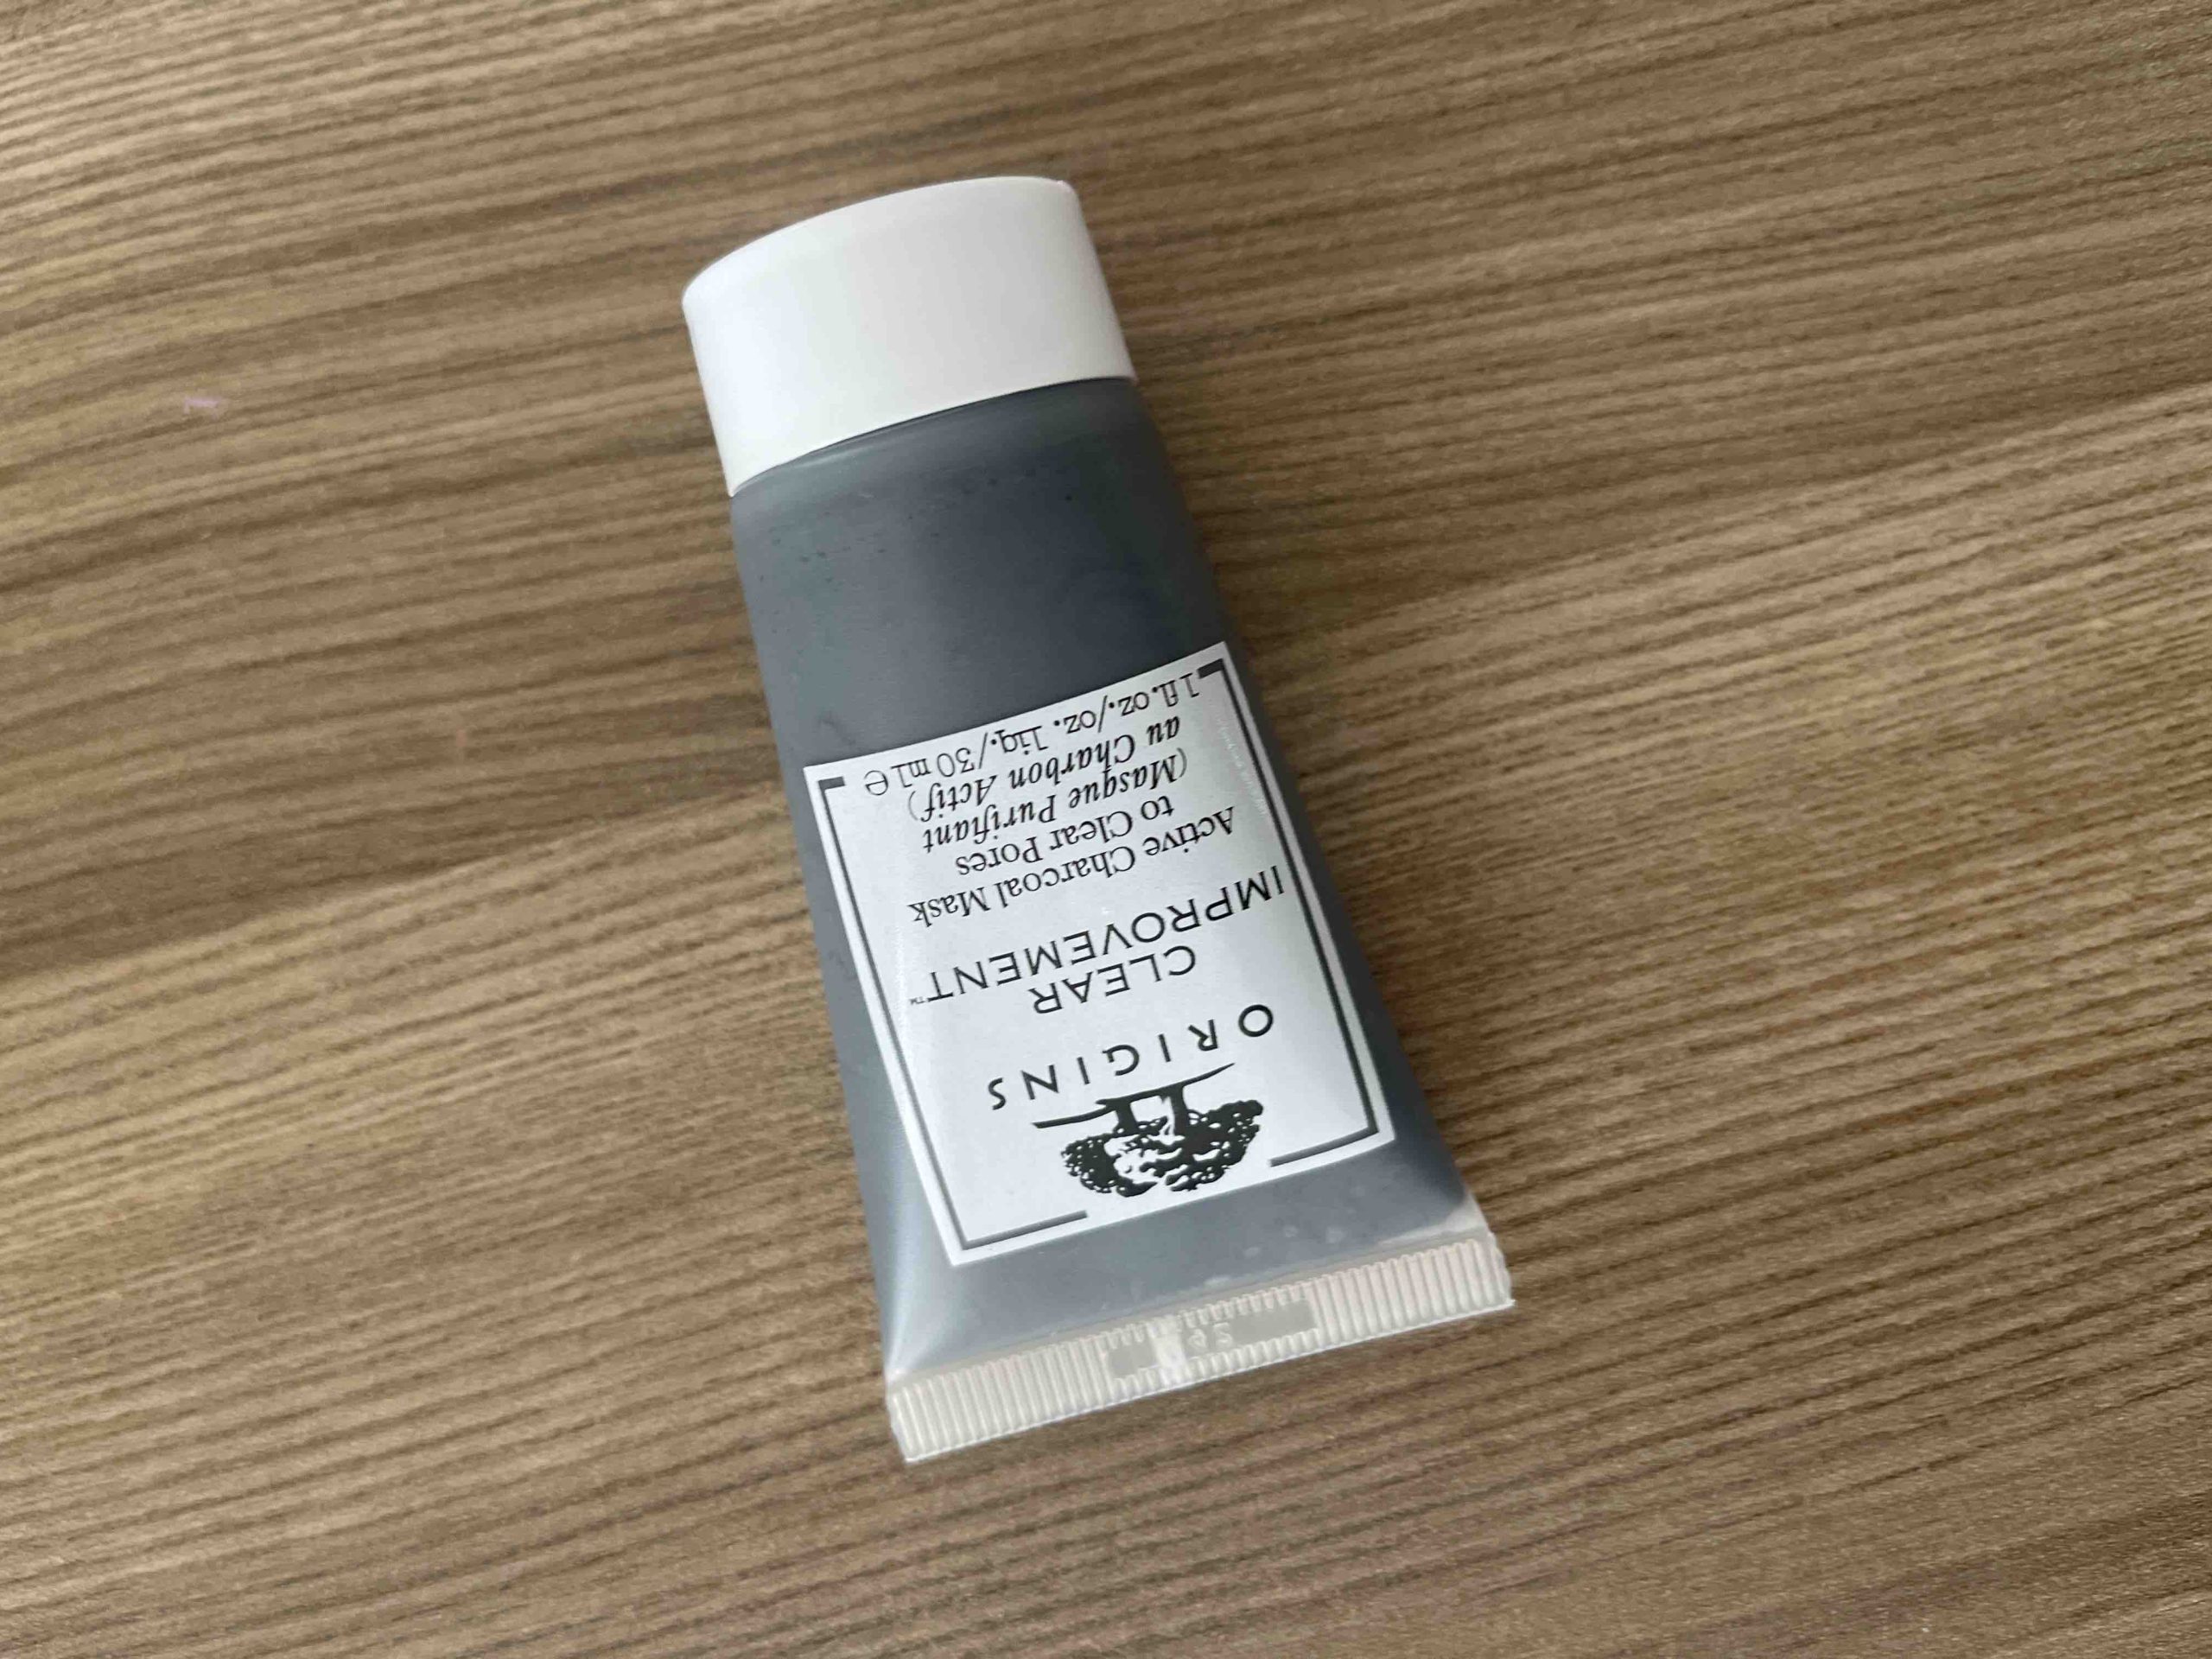 ORIGINS
CLEAR
IMPROVEMENT™
Active Charcoal Mask
to Clear Pores
(Masque Purifiant
au Charbon Actif)
1 fl.oz./oz. liq./30 ml ℮